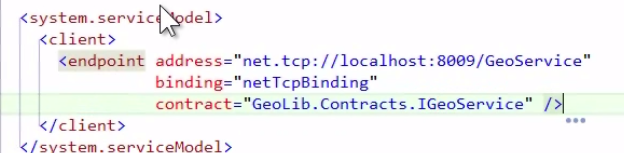 <system.serviceModel>
<client>
<endpoint address="net.tcp://localhost:8009/GeoService"
binding="netTcpBinding"
contract="GeoLib.Contracts.IGeoService" />
</client>
</system.serviceModel>